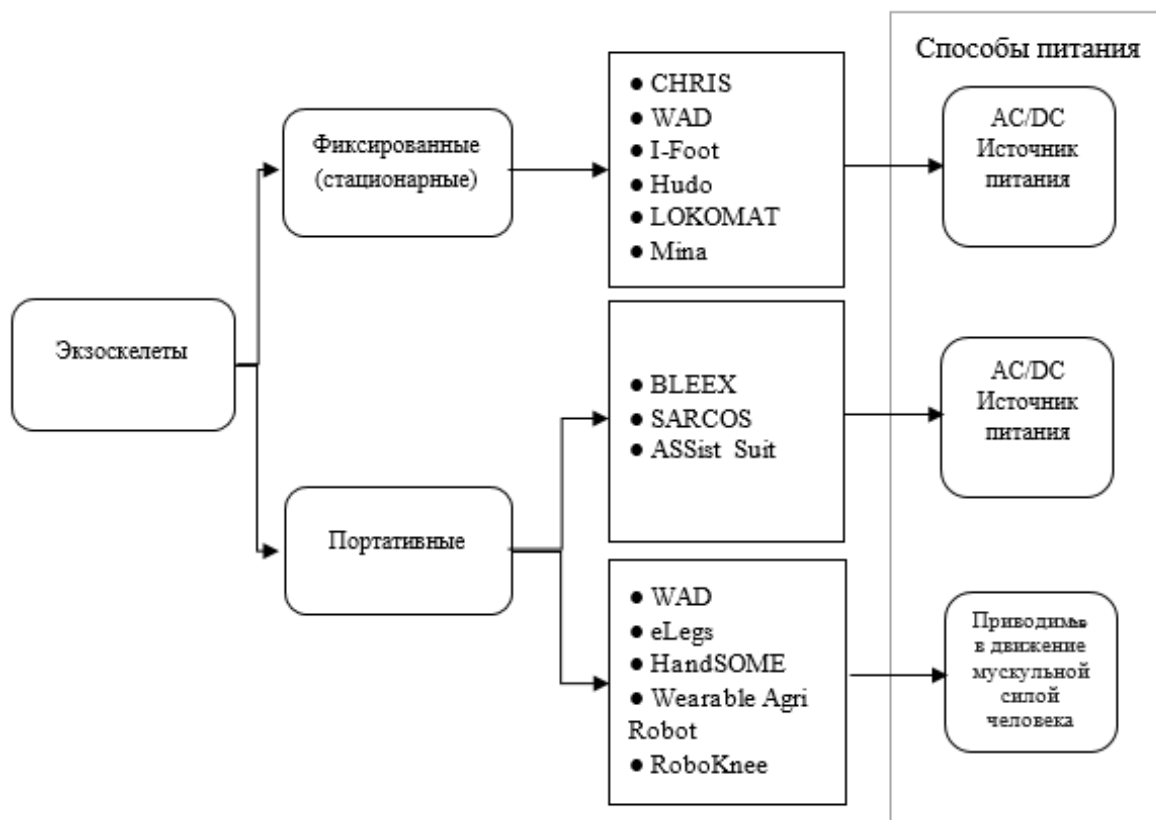 Способы питания
Экзоскелеты
Фиксированные
(стационарные)
● CHRIS
● WAD
● I-Foot
● Hudo
● LOKOMAT
● Mina
AC/DC
Источник
питания
Портативные
● BLEEX
● SARCOS
● ASSist Suit
AC/DC
Источник
питания
● WAD
● eLegs
● HandSOME
● Wearable Agri
Robot
● RoboKnee
Приводимые
в движение
мускульной
силой
человека